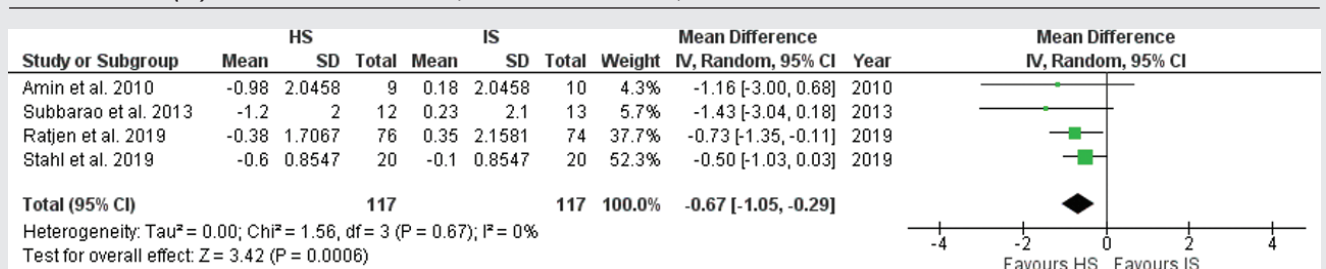 HS IS Mean Difference Mean Difference
Study or Subgroup Mean SD Total Mean SD Total Weight IV, Random, 95% CI Year IV, Random, 95% CI
Amin et al. 2010 -0.98 2.0458 9 0.18 2.0458 10 4.3% -1.16 [-3.00, 0.68] 2010
Subbarao et al. 2013 -1.2 2 12 0.23 2.1 13 5.7% -1.43 [-3.04, 0.18] 2013
Ratjen et al. 2019 -0.38 1.7067 76 0.35 2.1581 74 37.7% -0.73 [-1.35, -0.11] 2019
Stahl et al. 2019 -0.6 0.8547 20 -0.1 0.8547 20 52.3% -0.50 [-1.03, 0.03] 2019
Total (95% CI) 117 117 100.0% -0.67 [-1.05, -0.29]
Heterogeneity: Tau² = 0.00; Chi² = 1.56, df = 3 (P = 0.67); I² = 0%
Test for overall effect: Z = 3.42 (P = 0.0006)
-4 -2 0 2 4
Favours HS Favours IS